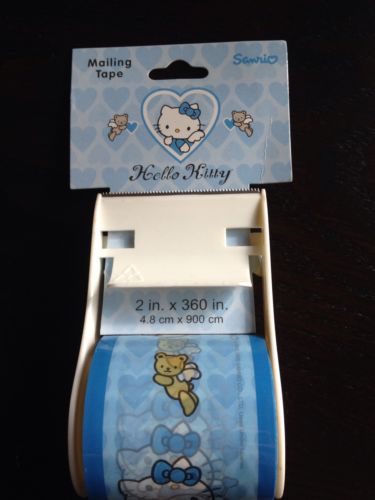 Mailing
Tape
Sanrio
Hello Kitty
2 in. x 360 in.
4.8 cm x 900 cm